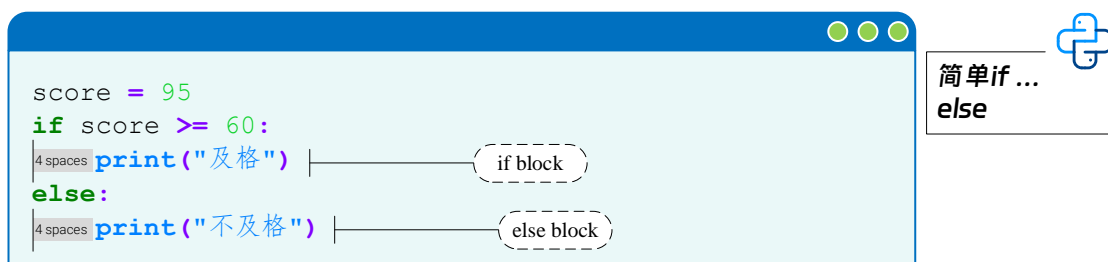 score = 95
if score >= 60:
4 spaces print("及格") if block
else:
4 spaces print("不及格") else block
简单if ...
else